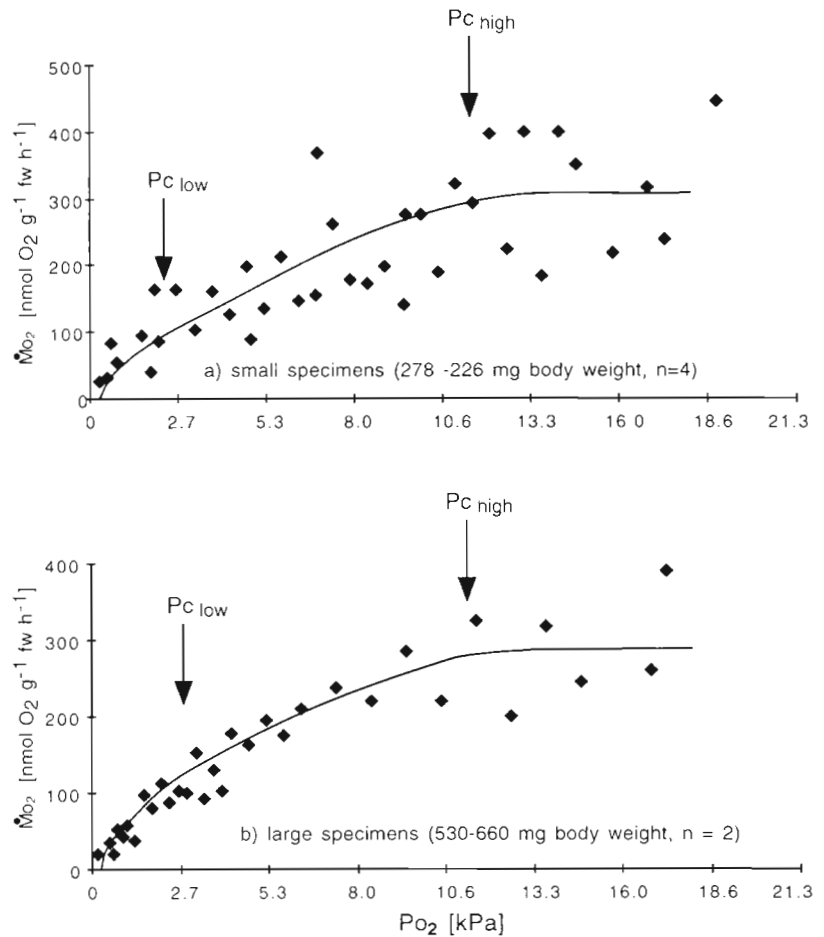 Pc high
500
400
300
200
100
0
Pc low
Ṁo₂ [nmol O₂ g⁻¹ fw h⁻¹]
a) small specimens (278 -226 mg body weight, n=4)
0 2.7 5.3 8.0 10.6 13.3 16 0 18.6 21.3
Pc high
400
300
200
100
0
Pc low
Ṁo₂ [nmol O₂ g⁻¹ fw h⁻¹]
b) large specimens (530-660 mg body weight, n = 2)
0 2.7 5.3 8.0 10.6 13.3 16.0 18.6 21.3
Po₂ [kPa]